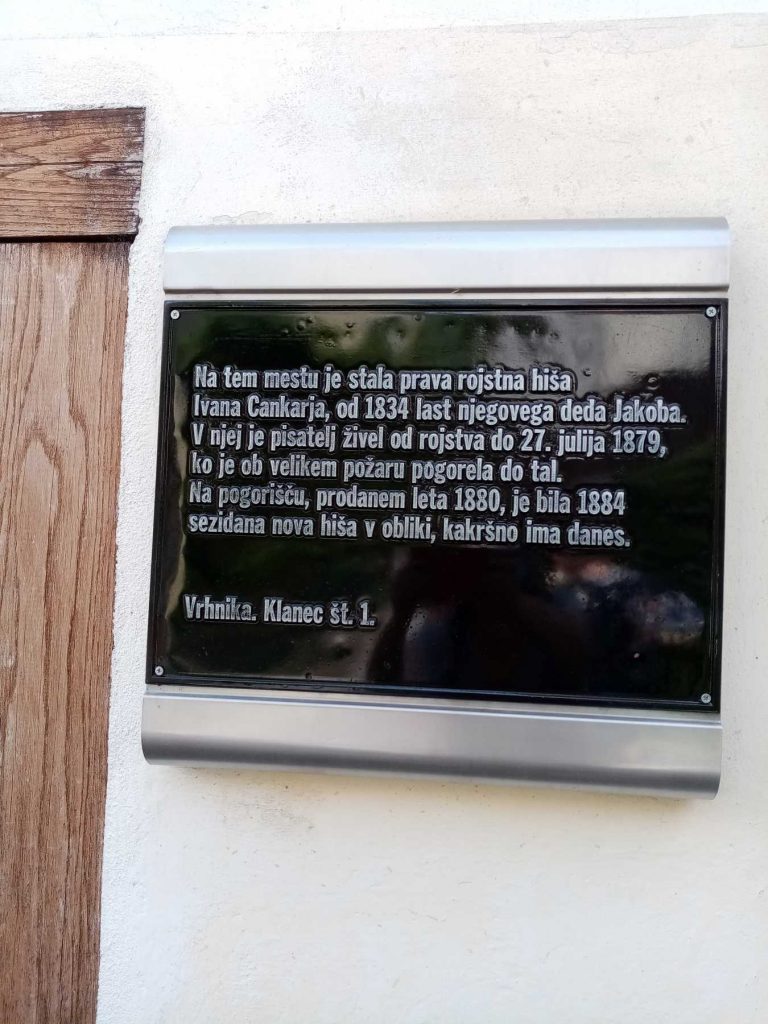 Na tem mestu je stala prava rojstna hiša
Ivana Cankarja, od 1834 last njegovega deda Jakoba.
V njej je pisatelj živel od rojstva do 27. julija 1879,
ko je ob velikem požaru pogorela do tal.
Na pogorišču, prodanem leta 1880, je bila 1884
sezidana nova hiša v obliki, kakršno ima danes.
Vrhnika. Klanec št. 1.